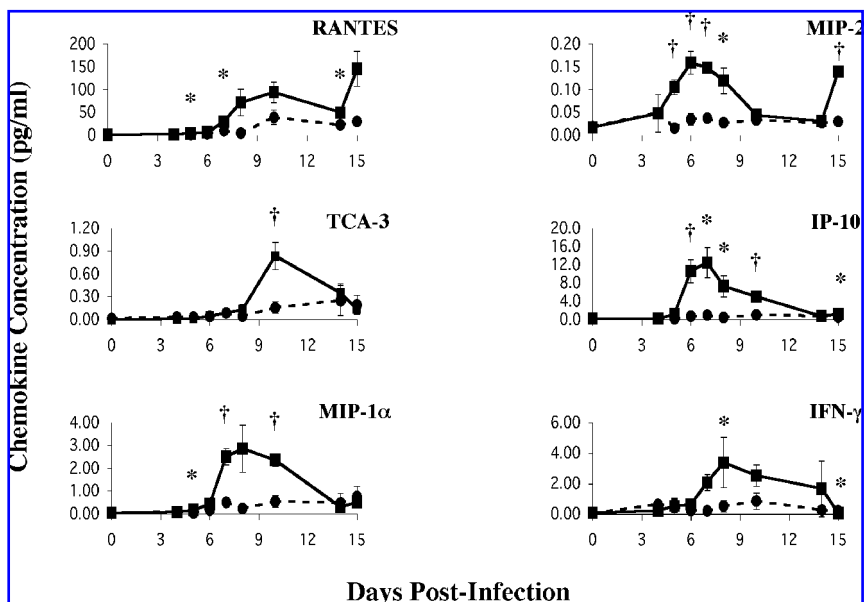 Chemokine Concentration (pg/ml)
RANTES
* * *
200
150
100
50
0
0 3 6 9 12 15
MIP-2
† † † * †
0.20
0.15
0.10
0.05
0.00
0 3 6 9 12 15
TCA-3
†
1.20
0.90
0.60
0.30
0.00
0 3 6 9 12 15
IP-10
† * * † *
20.0
16.0
12.0
8.0
4.0
0.0
0 3 6 9 12 15
MIP-1α
* † †
4.00
3.00
2.00
1.00
0.00
0 3 6 9 12 15
IFN-γ
* *
6.00
4.00
2.00
0.00
0 3 6 9 12 15
Days Post-Infection